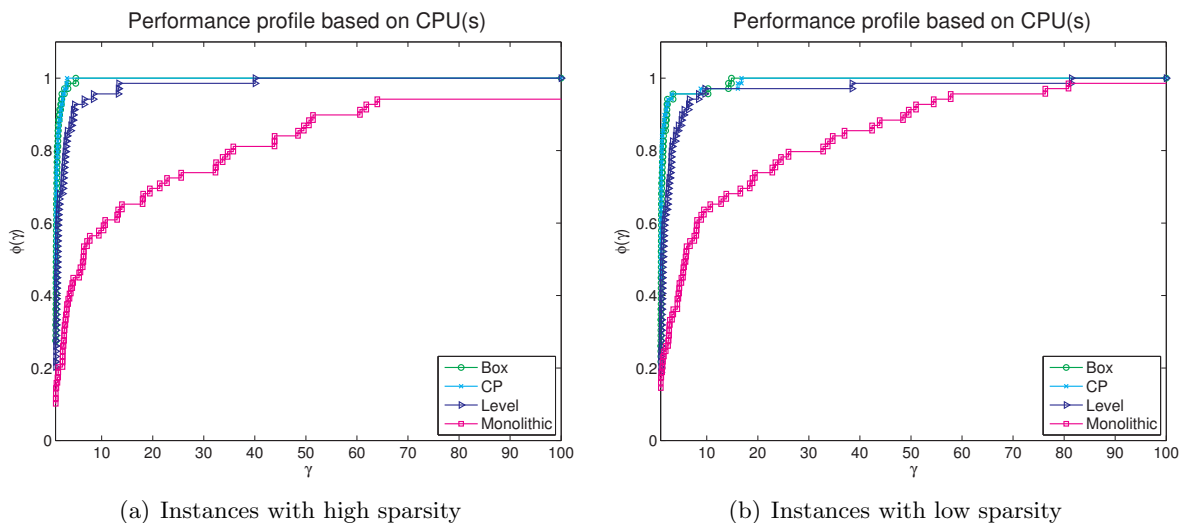 Performance profile based on CPU(s)
1
0.8
0.6
0.4
0.2
0
ϕ(γ)
10 20 30 40 50 60 70 80 90 100
γ
Box
CP
Level
Monolithic
(a) Instances with high sparsity
Performance profile based on CPU(s)
1
0.8
0.6
0.4
0.2
0
ϕ(γ)
10 20 30 40 50 60 70 80 90 100
γ
Box
CP
Level
Monolithic
(b) Instances with low sparsity